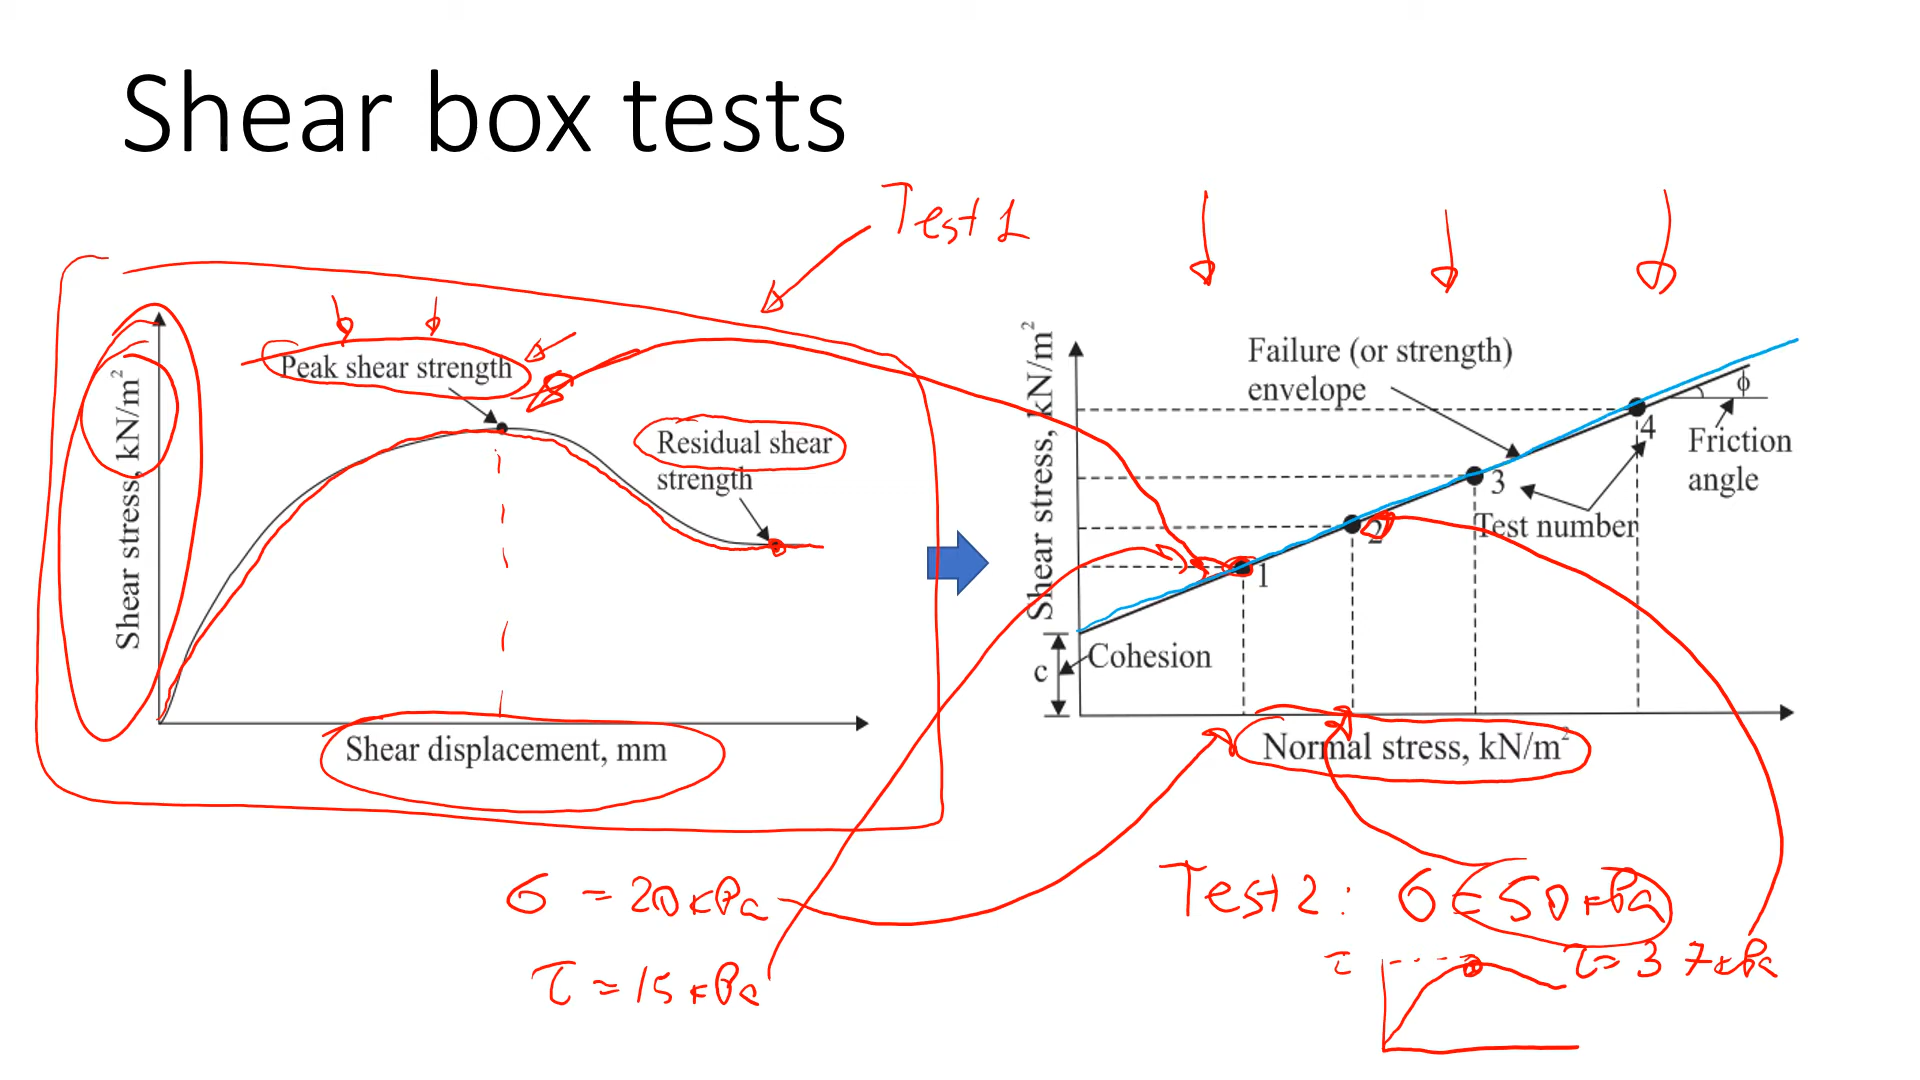 Shear box tests
Test 1
Peak shear strength
Residual shear
strength
Shear stress, kN/m²
Shear displacement, mm
σ = 20 kPa
τ = 15 kPa
Shear stress, kN/m²
Failure (or strength)
envelope
ϕ
Friction
angle
4
3
Test number
2
1
c
Cohesion
Normal stress, kN/m²
Test 2: σ = 50 kPa
τ
τ = 37 kPa